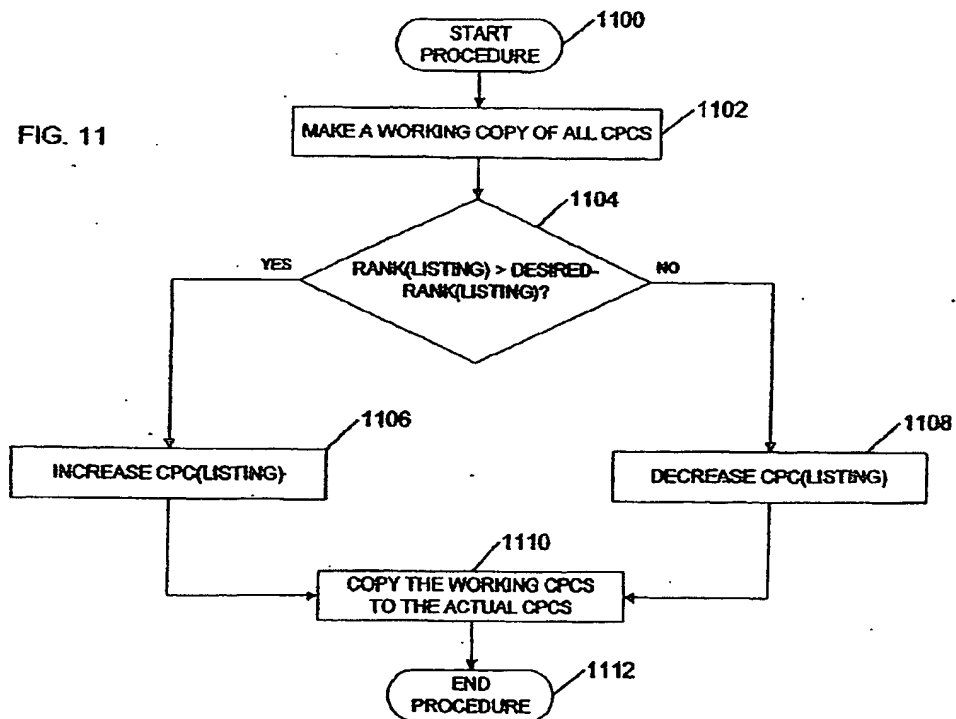 1100
START
PROCEDURE
1102
FIG. 11
MAKE A WORKING COPY OF ALL CPCS
1104
YES
RANK(LISTING) > DESIRED-
RANK(LISTING)?
NO
1106
1108
INCREASE CPC(LISTING)
DECREASE CPC(LISTING)
1110
COPY THE WORKING CPCS
TO THE ACTUAL CPCS
END
PROCEDURE
1112